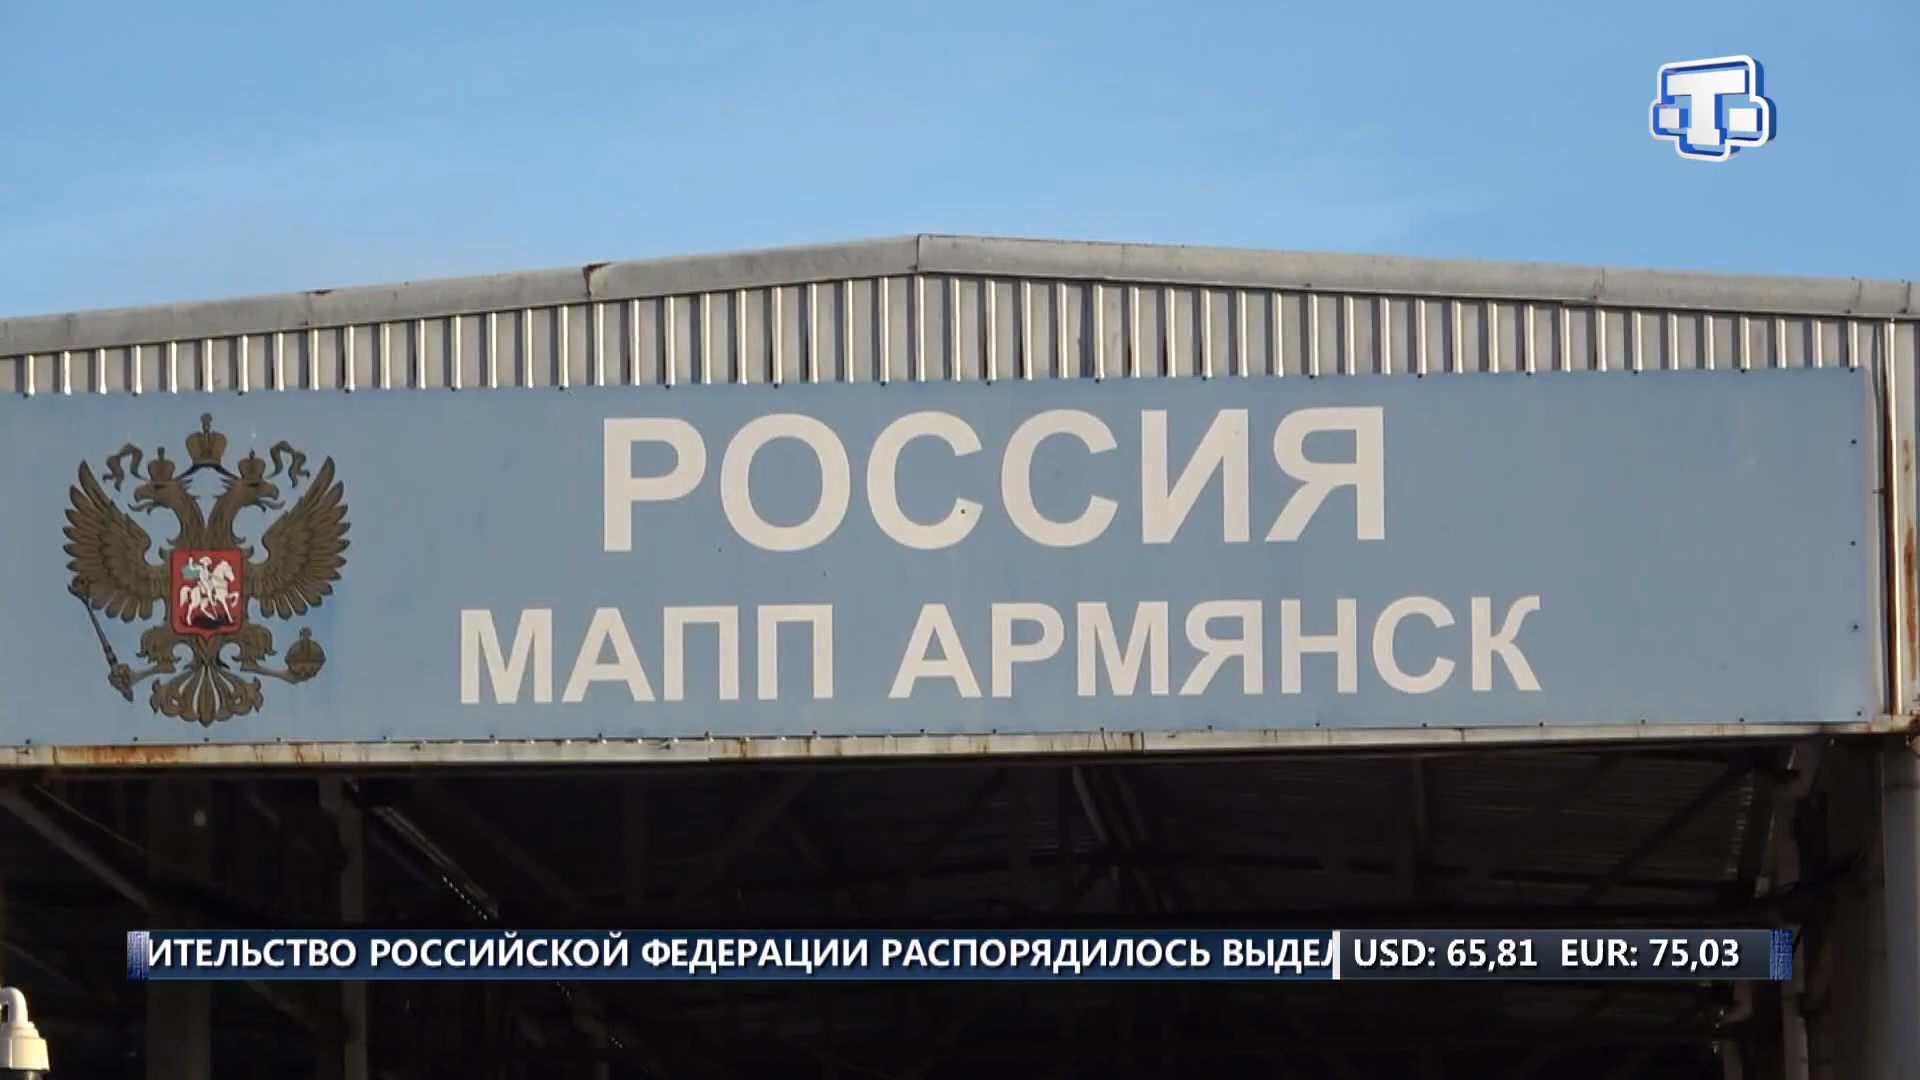 Т
РОССИЯ
МАПП АРМЯНСК
ИТЕЛЬСТВО РОССИЙСКОЙ ФЕДЕРАЦИИ РАСПОРЯДИЛОСЬ ВЫДЕЛ USD: 65,81 EUR: 75,03